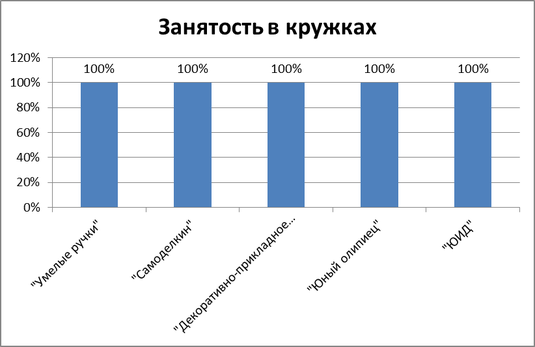 Занятость в кружках
120%
100%
80%
60%
40%
20%
0%
100%
100%
100%
100%
100%
"Умелые ручки"
"Самоделкин"
"Декоративно-прикладное...
"Юный олипиец"
"ЮИД"